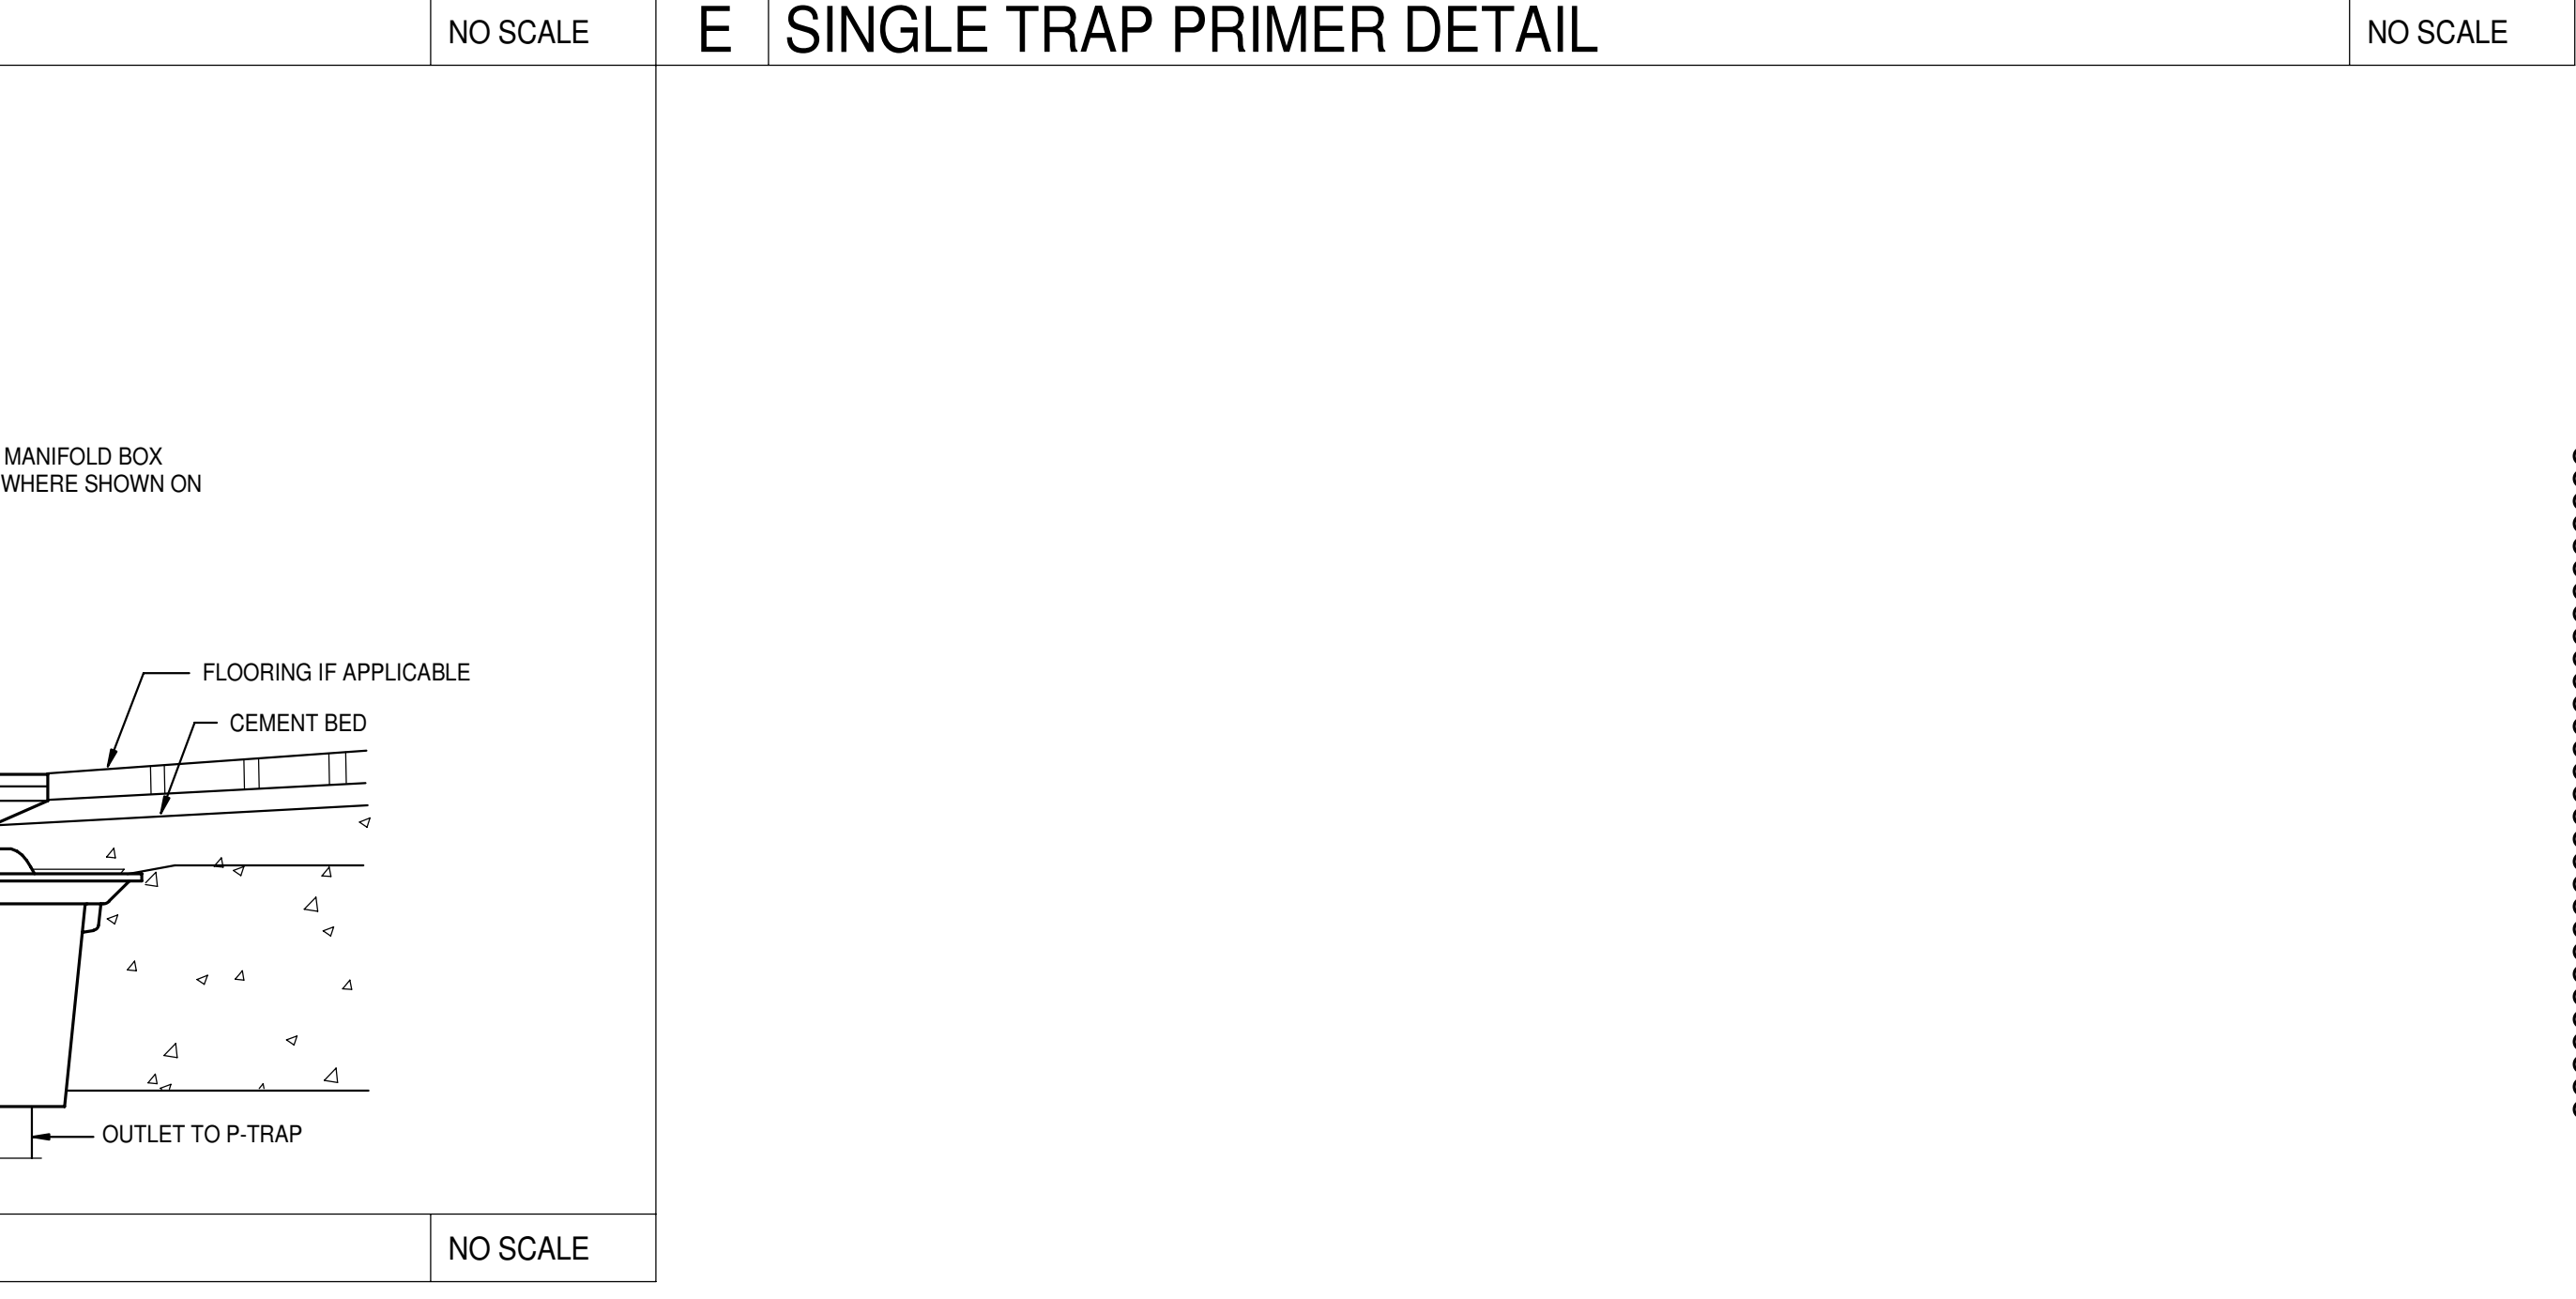 NO SCALE
E
SINGLE TRAP PRIMER DETAIL
NO SCALE
MANIFOLD BOX
WHERE SHOWN ON
FLOORING IF APPLICABLE
CEMENT BED
OUTLET TO P-TRAP
NO SCALE